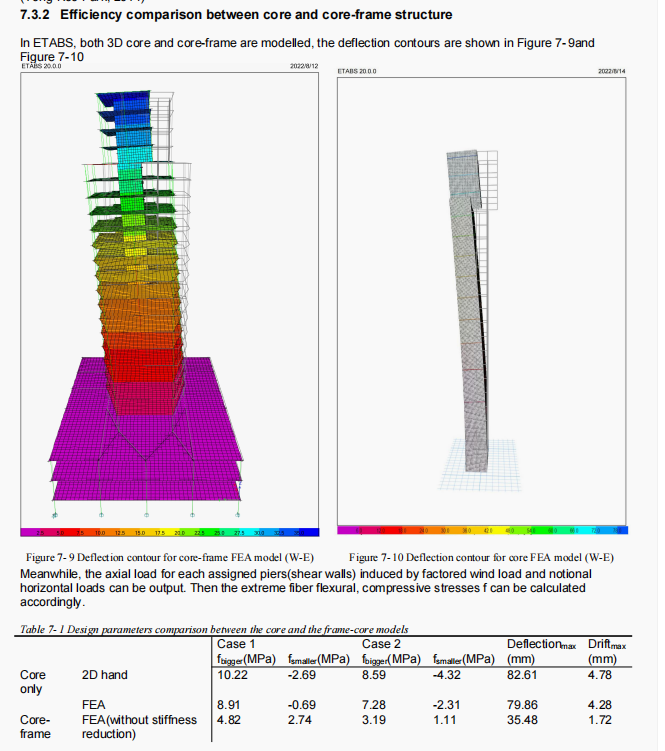 7.3.2 Efficiency comparison between core and core-frame structure
In ETABS, both 3D core and core-frame are modelled, the deflection contours are shown in Figure 7-9and
Figure 7-10
ETABS 20.0.0 2022/8/12
ETABS 20.0.0 2022/8/14
Figure 7- 9 Deflection contour for core-frame FEA model (W-E)
Figure 7-10 Deflection contour for core FEA model (W-E)
Meanwhile, the axial load for each assigned piers(shear walls) induced by factored wind load and notional
horizontal loads can be output. Then the extreme fiber flexural, compressive stresses f can be calculated
accordingly.
Table 7- 1 Design parameters comparison between the core and the frame-core models
Case 1 Case 2 Deflectionmax Driftmax
fbigger(MPa) fsmaller(MPa) fbigger(MPa) fsmaller(MPa) (mm) (mm)
Core 2D hand 10.22 -2.69 8.59 -4.32 82.61 4.78
only
FEA 8.91 -0.69 7.28 -2.31 79.86 4.28
Core- FEA(without stiffness 4.82 2.74 3.19 1.11 35.48 1.72
frame reduction)